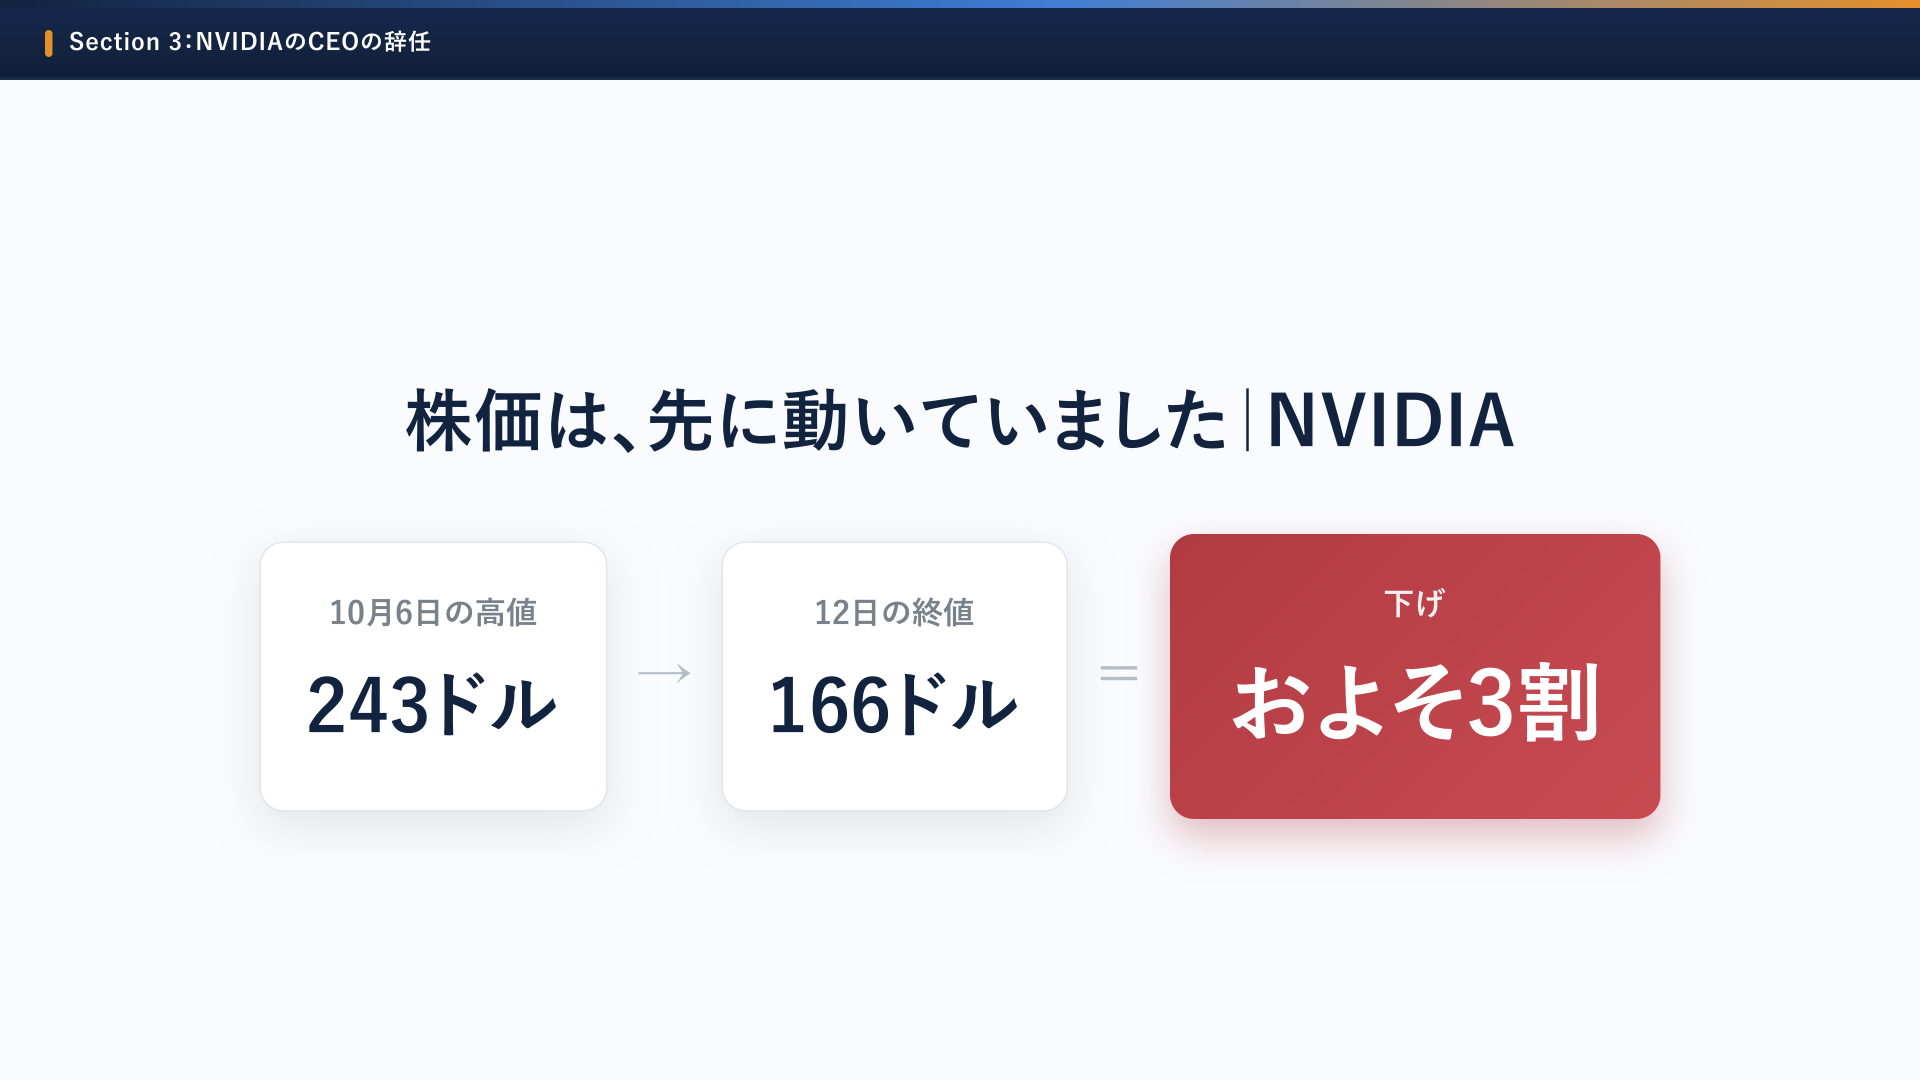 Section 3：NVIDIAのCEOの辞任
株価は、先に動いていました｜NVIDIA
10月6日の高値
243ドル
→
12日の終値
166ドル
＝
下げ
およそ3割